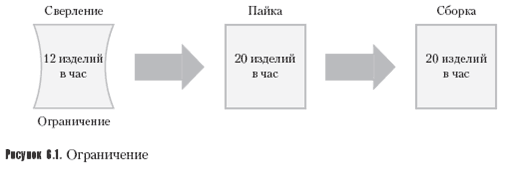 Сверление
Пайка
Сборка
12 изделий
в час
20 изделий
в час
20 изделий
в час
Ограничение
Рисунок 6.1. Ограничение